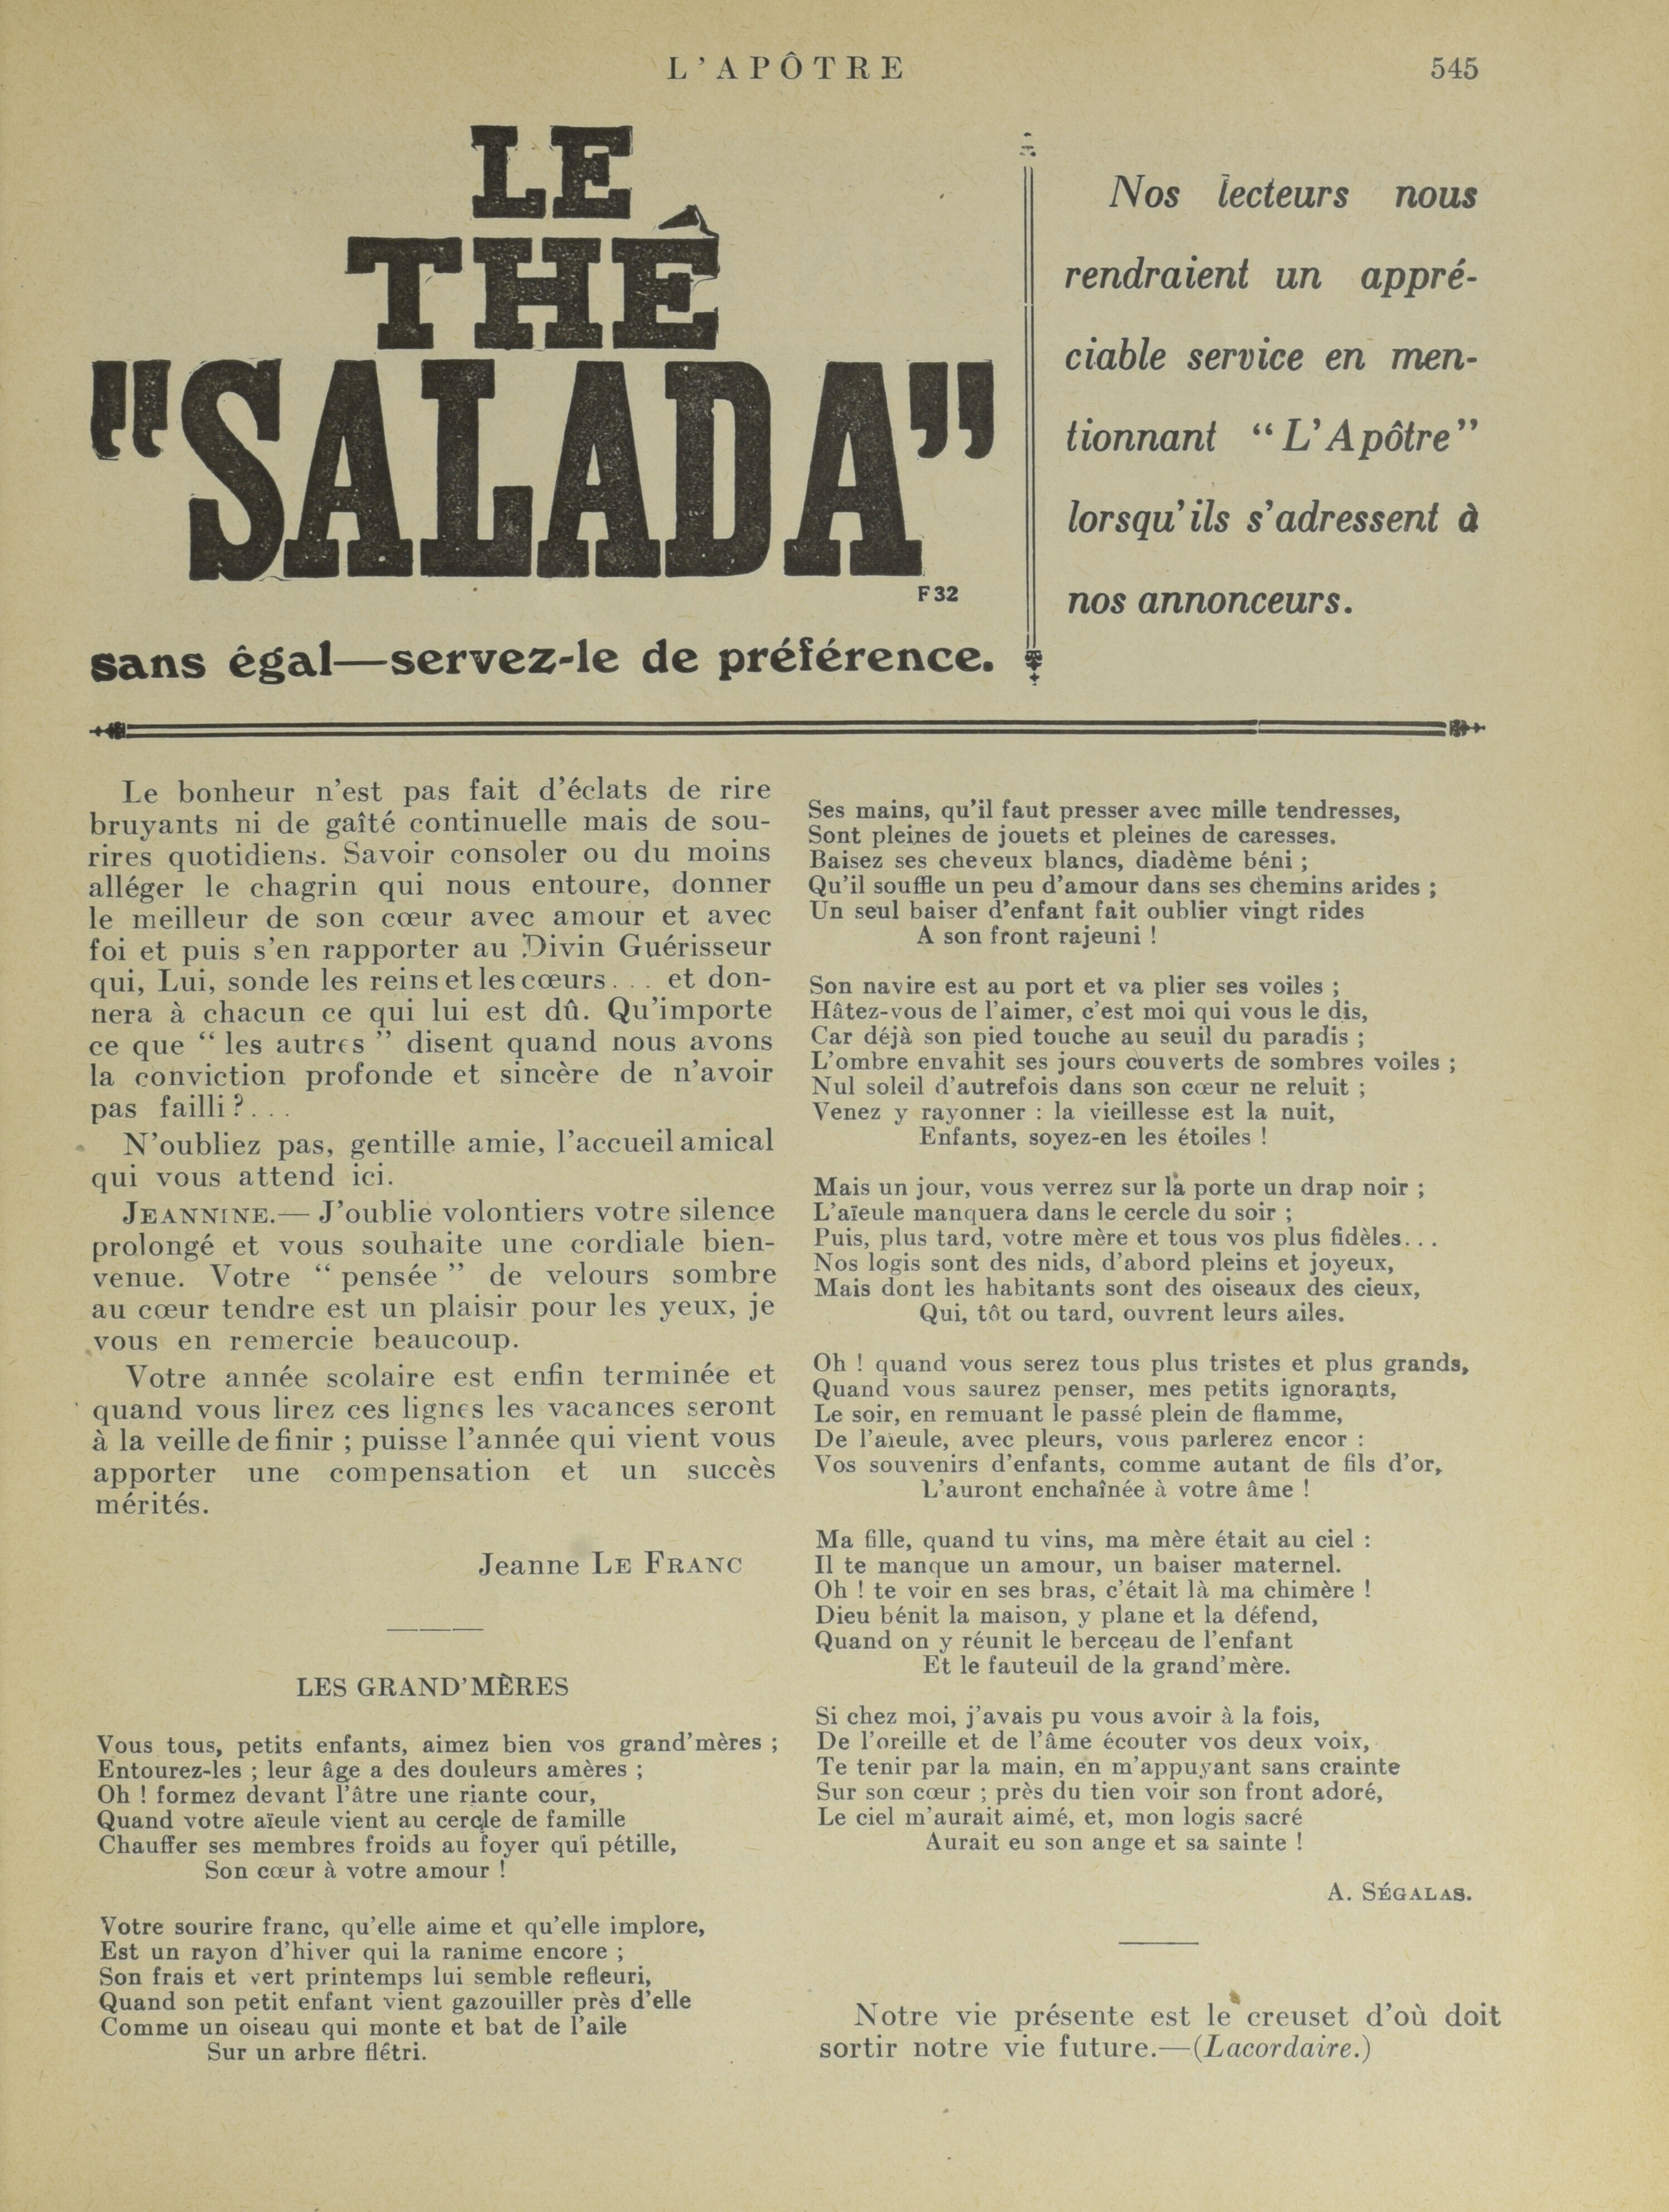 L'APÔTRE
545
LE
THÉ
"SALADA"
F 32
sans égal—servez-le de préférence.
Nos lecteurs nous
rendraient un appré-
ciable service en men-
tionnant "L'Apôtre"
lorsqu'ils s'adressent à
nos annonceurs.
Le bonheur n'est pas fait d'éclats de rire
bruyants ni de gaîté continuelle mais de sou-
rires quotidiens. Savoir consoler ou du moins
alléger le chagrin qui nous entoure, donner
le meilleur de son cœur avec amour et avec
foi et puis s'en rapporter au Divin Guérisseur
qui, Lui, sonde les reins et les cœurs... et don-
nera à chacun ce qui lui est dû. Qu'importe
ce que " les autres " disent quand nous avons
la conviction profonde et sincère de n'avoir
pas failli?...
N'oubliez pas, gentille amie, l'accueil amical
qui vous attend ici.
JEANNINE.— J'oublie volontiers votre silence
prolongé et vous souhaite une cordiale bien-
venue. Votre " pensée " de velours sombre
au cœur tendre est un plaisir pour les yeux, je
vous en remercie beaucoup.
Votre année scolaire est enfin terminée et
quand vous lirez ces lignes les vacances seront
à la veille de finir ; puisse l'année qui vient vous
apporter une compensation et un succès
mérités.
Jeanne LE FRANC
LES GRAND'MÈRES
Vous tous, petits enfants, aimez bien vos grand'mères ;
Entourez-les ; leur âge a des douleurs amères ;
Oh ! formez devant l'âtre une riante cour,
Quand votre aïeule vient au cercle de famille
Chauffer ses membres froids au foyer qui pétille,
Son cœur à votre amour !
Votre sourire franc, qu'elle aime et qu'elle implore,
Est un rayon d'hiver qui la ranime encore ;
Son frais et vert printemps lui semble refleuri,
Quand son petit enfant vient gazouiller près d'elle
Comme un oiseau qui monte et bat de l'aile
Sur un arbre flétri.
Ses mains, qu'il faut presser avec mille tendresses,
Sont pleines de jouets et pleines de caresses.
Baisez ses cheveux blancs, diadème béni ;
Qu'il souffle un peu d'amour dans ses chemins arides ;
Un seul baiser d'enfant fait oublier vingt rides
A son front rajeuni !
Son navire est au port et va plier ses voiles ;
Hâtez-vous de l'aimer, c'est moi qui vous le dis,
Car déjà son pied touche au seuil du paradis ;
L'ombre envahit ses jours couverts de sombres voiles ;
Nul soleil d'autrefois dans son cœur ne reluit ;
Venez y rayonner : la vieillesse est la nuit,
Enfants, soyez-en les étoiles !
Mais un jour, vous verrez sur la porte un drap noir ;
L'aïeule manquera dans le cercle du soir ;
Puis, plus tard, votre mère et tous vos plus fidèles...
Nos logis sont des nids, d'abord pleins et joyeux,
Mais dont les habitants sont des oiseaux des cieux,
Qui, tôt ou tard, ouvrent leurs ailes.
Oh ! quand vous serez tous plus tristes et plus grands,
Quand vous saurez penser, mes petits ignorants,
Le soir, en remuant le passé plein de flamme,
De l'aïeule, avec pleurs, vous parlerez encor :
Vos souvenirs d'enfants, comme autant de fils d'or,
L'auront enchaînée à votre âme !
Ma fille, quand tu vins, ma mère était au ciel :
Il te manque un amour, un baiser maternel.
Oh ! te voir en ses bras, c'était là ma chimère !
Dieu bénit la maison, y plane et la défend,
Quand on y réunit le berceau de l'enfant
Et le fauteuil de la grand'mère.
Si chez moi, j'avais pu vous avoir à la fois,
De l'oreille et de l'âme écouter vos deux voix,
Te tenir par la main, en m'appuyant sans crainte
Sur son cœur ; près du tien voir son front adoré,
Le ciel m'aurait aimé, et, mon logis sacré
Aurait eu son ange et sa sainte !
A. SÉGALAS.
Notre vie présente est le creuset d'où doit
sortir notre vie future.—(Lacordaire.)